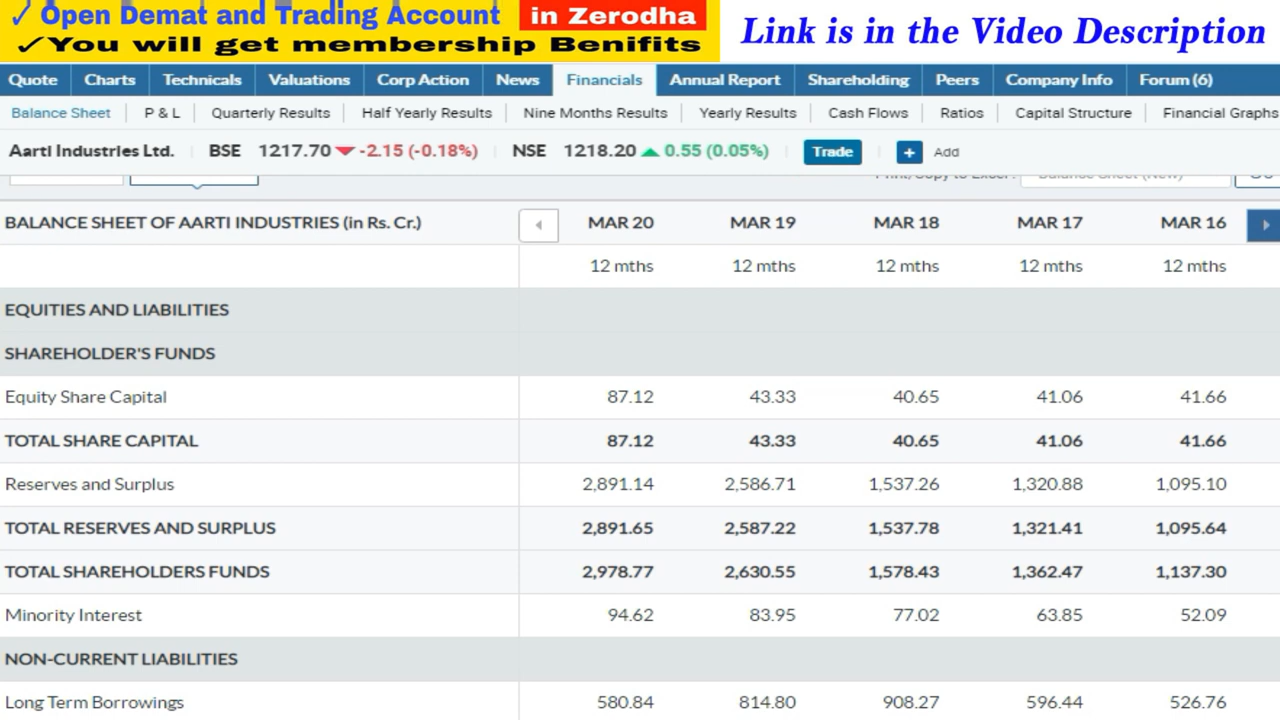 ✓ Open Demat and Trading Account in Zerodha
✓You will get membership Benifits
Link is in the Video Description
Quote Charts Technicals Valuations Corp Action News Financials Annual Report Shareholding Peers Company Info Forum (6)
Balance Sheet P & L Quarterly Results Half Yearly Results Nine Months Results Yearly Results Cash Flows Ratios Capital Structure Financial Graphs
Aarti Industries Ltd. BSE 1217.70 ▼ -2.15 (-0.18%) NSE 1218.20 ▲ 0.55 (0.05%) Trade + Add
BALANCE SHEET OF AARTI INDUSTRIES (in Rs. Cr.) MAR 20 MAR 19 MAR 18 MAR 17 MAR 16
12 mths 12 mths 12 mths 12 mths 12 mths
EQUITIES AND LIABILITIES
SHAREHOLDER'S FUNDS
Equity Share Capital 87.12 43.33 40.65 41.06 41.66
TOTAL SHARE CAPITAL 87.12 43.33 40.65 41.06 41.66
Reserves and Surplus 2,891.14 2,586.71 1,537.26 1,320.88 1,095.10
TOTAL RESERVES AND SURPLUS 2,891.65 2,587.22 1,537.78 1,321.41 1,095.64
TOTAL SHAREHOLDERS FUNDS 2,978.77 2,630.55 1,578.43 1,362.47 1,137.30
Minority Interest 94.62 83.95 77.02 63.85 52.09
NON-CURRENT LIABILITIES
Long Term Borrowings 580.84 814.80 908.27 596.44 526.76